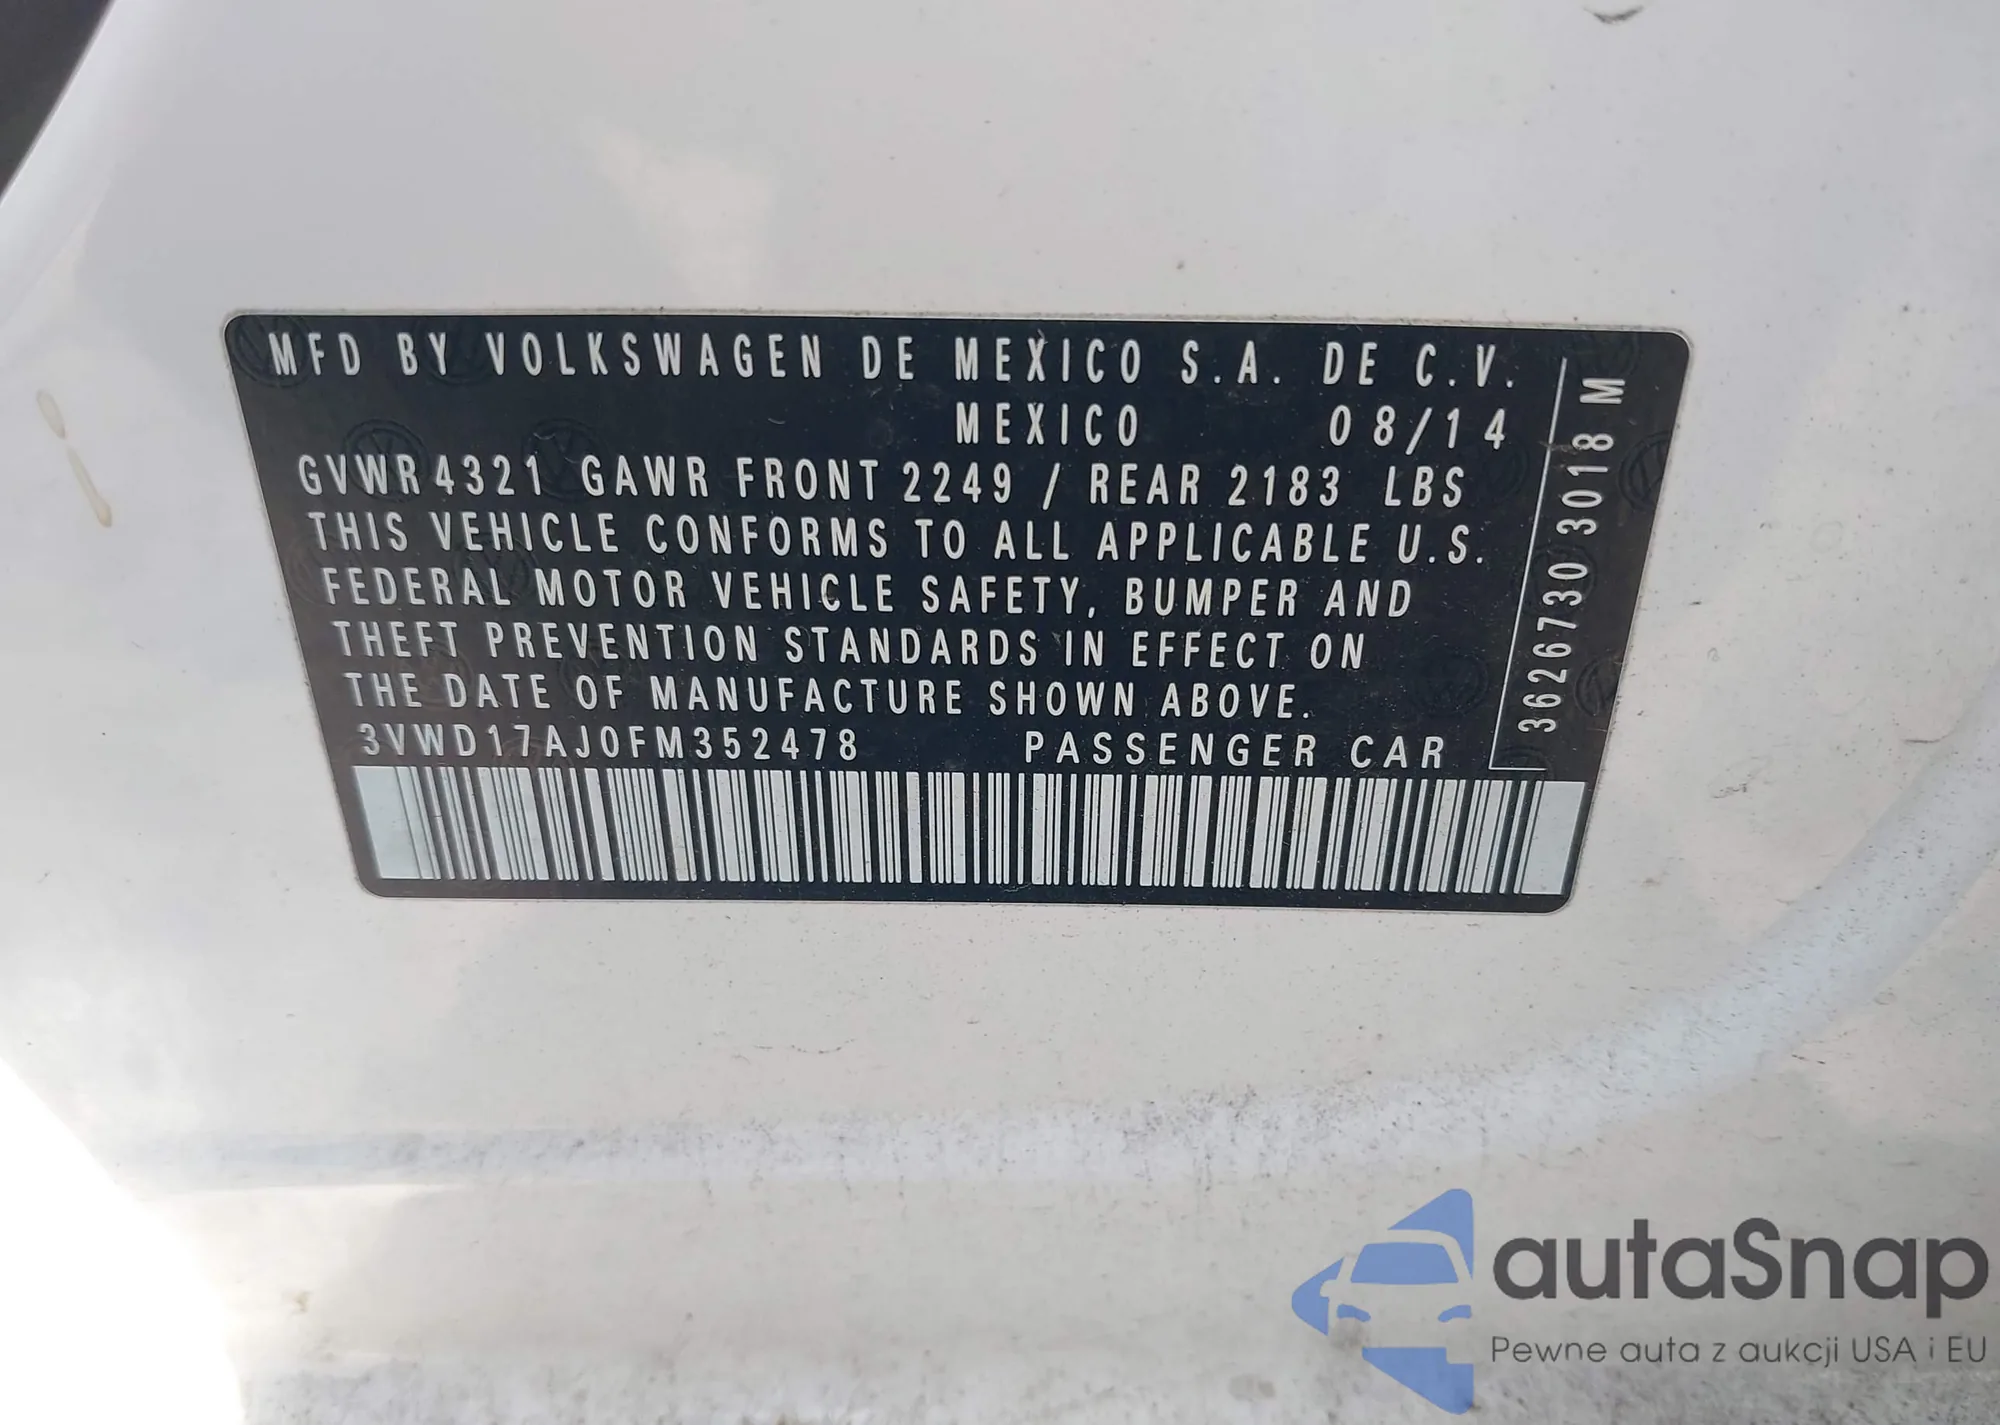 MFD BY VOLKSWAGEN DE MEXICO S.A. DE C.V.
MEXICO 08/14
GVWR 4321 GAWR FRONT 2249 / REAR 2183 LBS
THIS VEHICLE CONFORMS TO ALL APPLICABLE U.S.
FEDERAL MOTOR VEHICLE SAFETY, BUMPER AND
THEFT PREVENTION STANDARDS IN EFFECT ON
THE DATE OF MANUFACTURE SHOWN ABOVE.
3VWD17AJ0FM352478 PASSENGER CAR
3626730 3018 M
autaSnap
Pewne auta z aukcji USA i EU